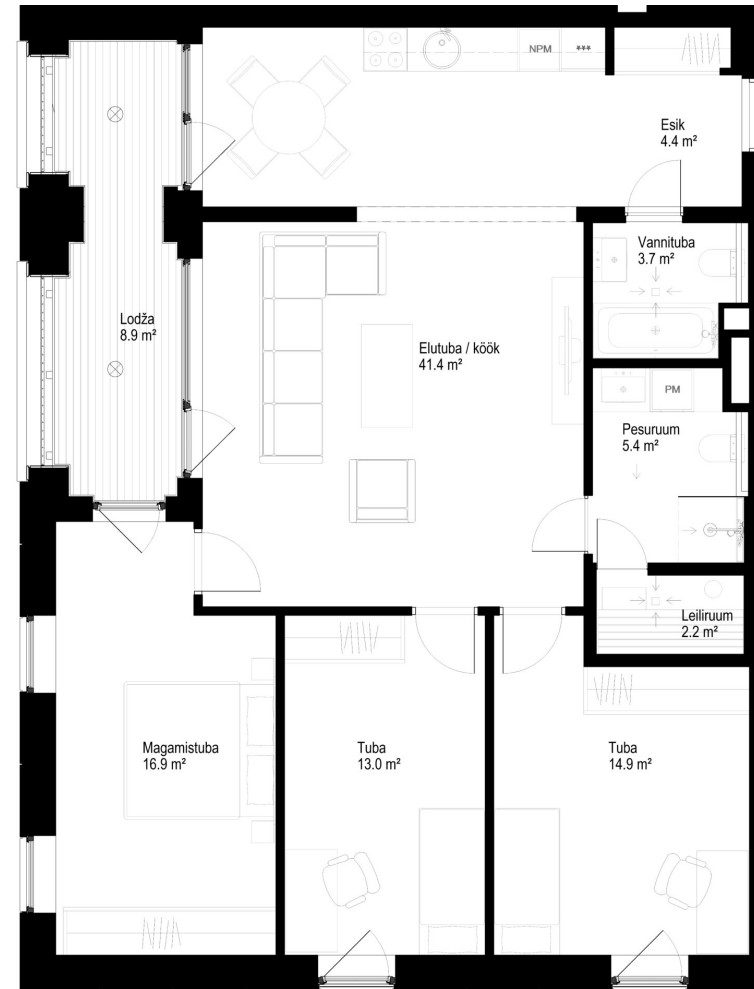 NPM
***
Esik
4.4 m²
Vannituba
3.7 m²
Lodža
8.9 m²
Elutuba / köök
41.4 m²
PM
Pesuruum
5.4 m²
Leiliruum
2.2 m²
Magamistuba
16.9 m²
Tuba
13.0 m²
Tuba
14.9 m²